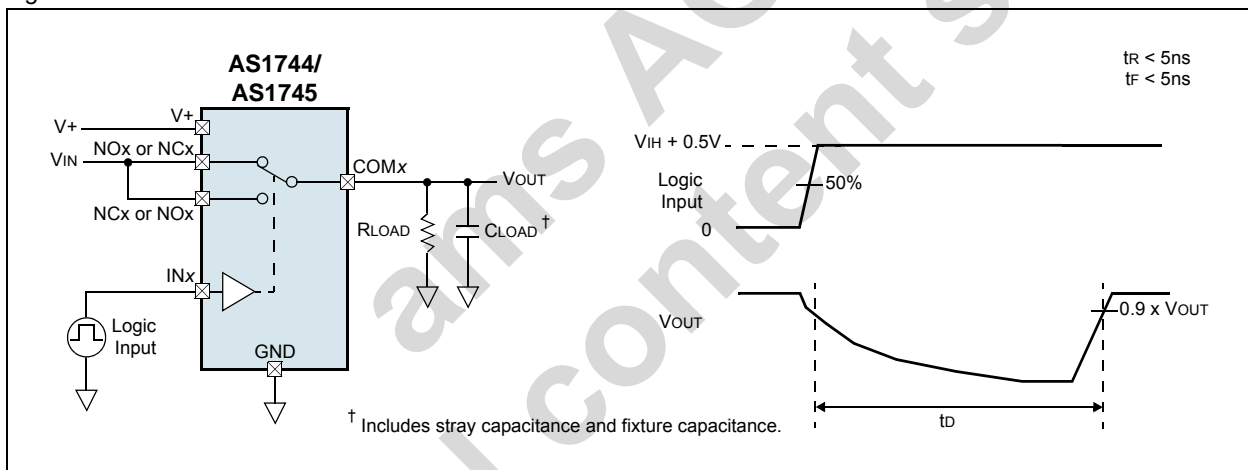 AS1744/
AS1745
tR < 5ns
tF < 5ns
V+
V+
NOx or NCx
VIN
COMx
VOUT
NCx or NOx
RLOAD
CLOAD †
INx
Logic
Input
GND
† Includes stray capacitance and fixture capacitance.
VIH + 0.5V
Logic
Input
50%
0
VOUT
0.9 x VOUT
tD
ams
content